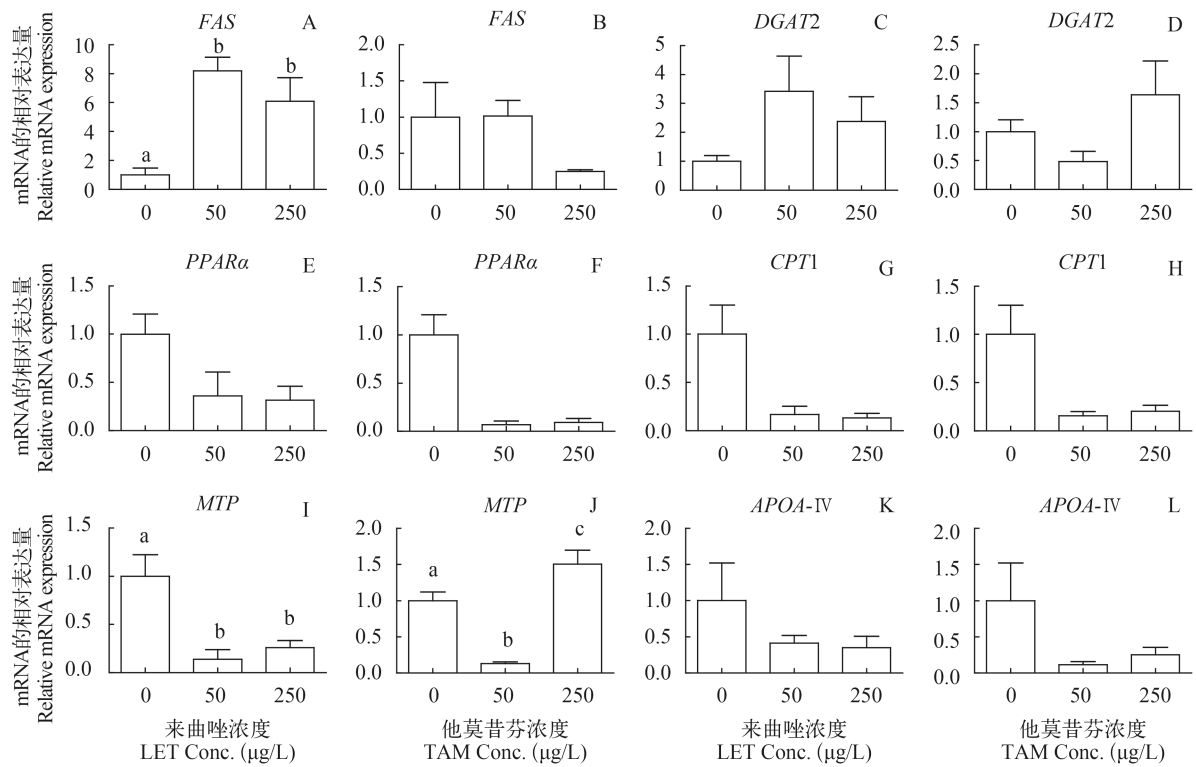 FAS A
FAS B
DGAT2 C
DGAT2 D
mRNA的相对表达量
Relative mRNA expression
10
8
6
4
2
0
a
b
b
0 50 250
2.0
1.5
1.0
0.5
0.0
0 50 250
5
4
3
2
1
0
0 50 250
2.5
2.0
1.5
1.0
0.5
0.0
0 50 250
PPARα E
PPARα F
CPT1 G
CPT1 H
mRNA的相对表达量
Relative mRNA expression
1.5
1.0
0.5
0.0
0 50 250
1.5
1.0
0.5
0.0
0 50 250
1.5
1.0
0.5
0.0
0 50 250
1.5
1.0
0.5
0.0
0 50 250
MTP I
MTP J
APOA-Ⅳ K
APOA-Ⅳ L
mRNA的相对表达量
Relative mRNA expression
1.5
1.0
0.5
0.0
a
b
b
0 50 250
2.0
1.5
1.0
0.5
0.0
a
b
c
0 50 250
2.0
1.5
1.0
0.5
0.0
0 50 250
2.0
1.5
1.0
0.5
0.0
0 50 250
来曲唑浓度
LET Conc. (μg/L)
他莫昔芬浓度
TAM Conc. (μg/L)
来曲唑浓度
LET Conc. (μg/L)
他莫昔芬浓度
TAM Conc. (μg/L)